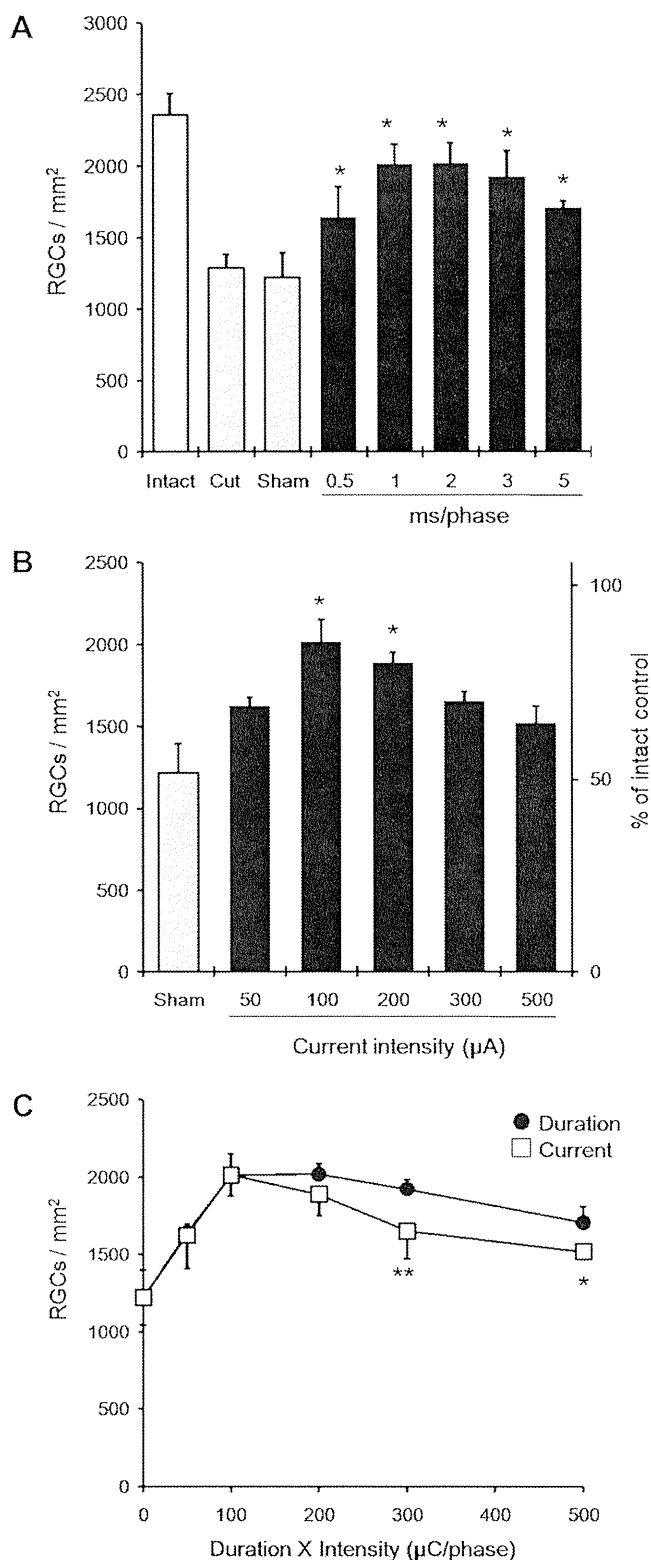 A
3000
2500
2000
1500
1000
500
0
RGCs / mm²
* * * * *
Intact Cut Sham 0.5 1 2 3 5
ms/phase
B
2500
2000
1500
1000
500
0
RGCs / mm²
* *
100
50
0
% of intact control
Sham 50 100 200 300 500
Current intensity (µA)
C
2500
2000
1500
1000
500
0
RGCs / mm²
Duration
Current
** *
0 100 200 300 400 500
Duration X Intensity (µC/phase)